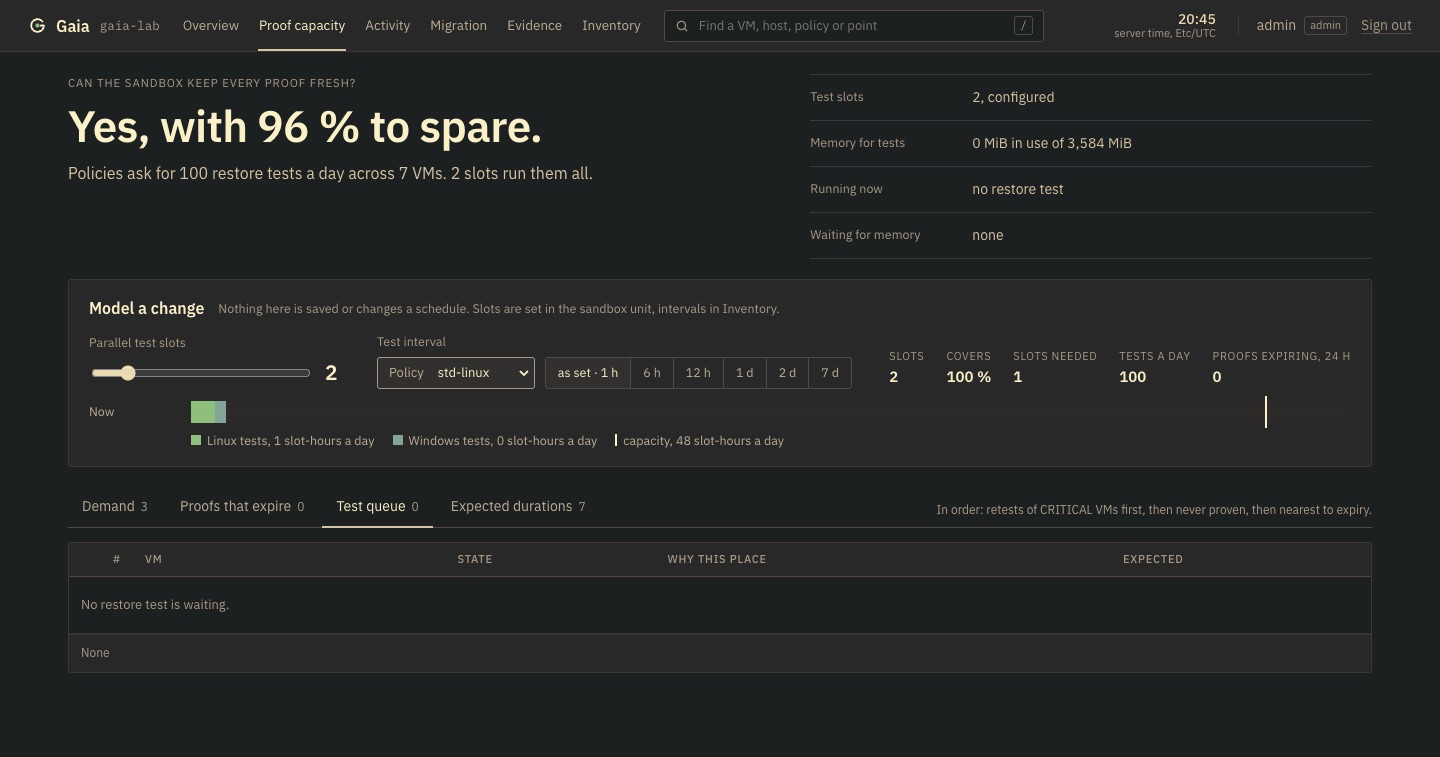 Gaia gaia-lab Overview Proof capacity Activity Migration Evidence Inventory Find a VM, host, policy or point / 20:45 admin admin Sign out
server time, Etc/UTC
CAN THE SANDBOX KEEP EVERY PROOF FRESH?
Yes, with 96 % to spare.
Policies ask for 100 restore tests a day across 7 VMs. 2 slots run them all.
Test slots 2, configured
Memory for tests 0 MiB in use of 3,584 MiB
Running now no restore test
Waiting for memory none
Model a change Nothing here is saved or changes a schedule. Slots are set in the sandbox unit, intervals in Inventory.
Parallel test slots
2
Test interval
Policy std-linux as set · 1 h 6 h 12 h 1 d 2 d 7 d
SLOTS COVERS SLOTS NEEDED TESTS A DAY PROOFS EXPIRING, 24 H
2 100 % 1 100 0
Now
Linux tests, 1 slot-hours a day Windows tests, 0 slot-hours a day capacity, 48 slot-hours a day
Demand 3 Proofs that expire 0 Test queue 0 Expected durations 7 In order: retests of CRITICAL VMs first, then never proven, then nearest to expiry.
# VM STATE WHY THIS PLACE EXPECTED
No restore test is waiting.
None